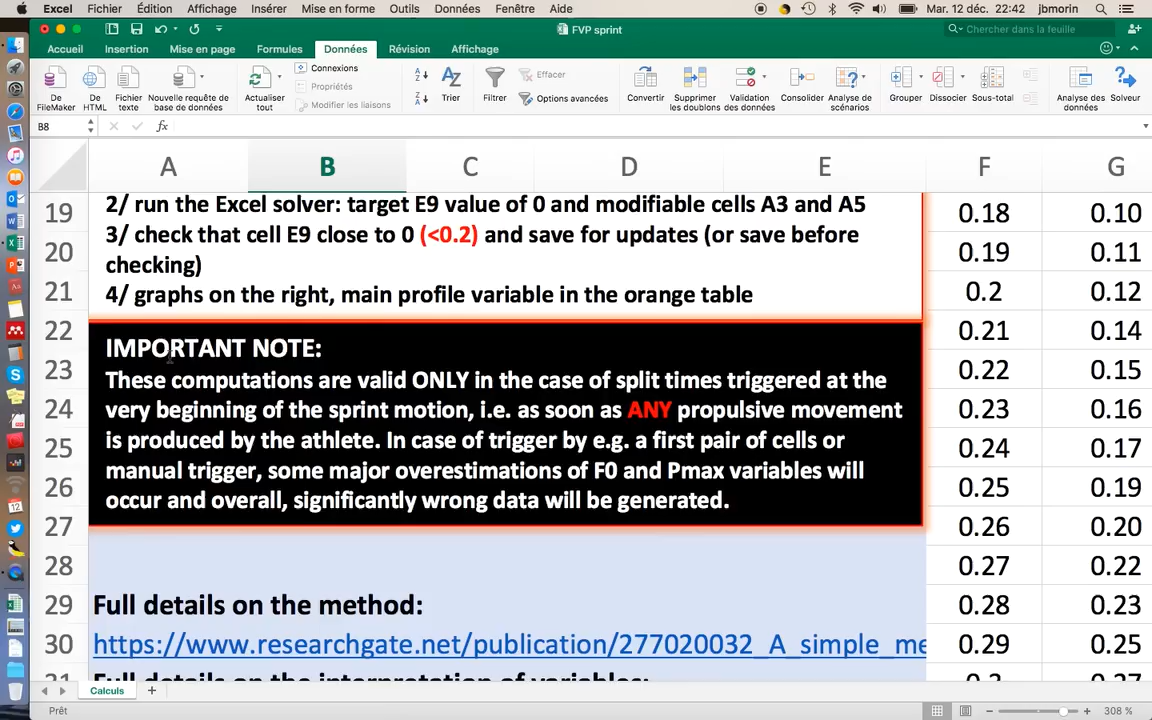 Excel Fichier Édition Affichage Insérer Mise en forme Outils Données Fenêtre Aide Mar. 12 déc. 22:42 jbmorin
FVP sprint
Chercher dans la feuille
Accueil Insertion Mise en page Formules Données Révision Affichage
De FileMaker
De HTML
Fichier texte
Nouvelle requête de base de données
Actualiser tout
Connexions
Propriétés
Modifier les liaisons
Trier
Filtrer
Effacer
Options avancées
Convertir
Supprimer les doublons
Validation des données
Consolider
Analyse de scénarios
Grouper
Dissocier
Sous-total
Analyse des données
Solveur
B8 fx
A B C D E F G
19 2/ run the Excel solver: target E9 value of 0 and modifiable cells A3 and A5 0.18 0.10
20 3/ check that cell E9 close to 0 (<0.2) and save for updates (or save before 0.19 0.11
checking)
21 4/ graphs on the right, main profile variable in the orange table 0.2 0.12
22 IMPORTANT NOTE: 0.21 0.14
23 These computations are valid ONLY in the case of split times triggered at the 0.22 0.15
24 very beginning of the sprint motion, i.e. as soon as ANY propulsive movement 0.23 0.16
25 is produced by the athlete. In case of trigger by e.g. a first pair of cells or 0.24 0.17
26 manual trigger, some major overestimations of F0 and Pmax variables will 0.25 0.19
occur and overall, significantly wrong data will be generated.
27 0.26 0.20
28 0.27 0.22
29 Full details on the method: 0.28 0.23
30 https://www.researchgate.net/publication/277020032_A_simple_me 0.29 0.25
31 Full details on the interpretation of variables: 0.3 0.27
Calculs
Prêt 308 %